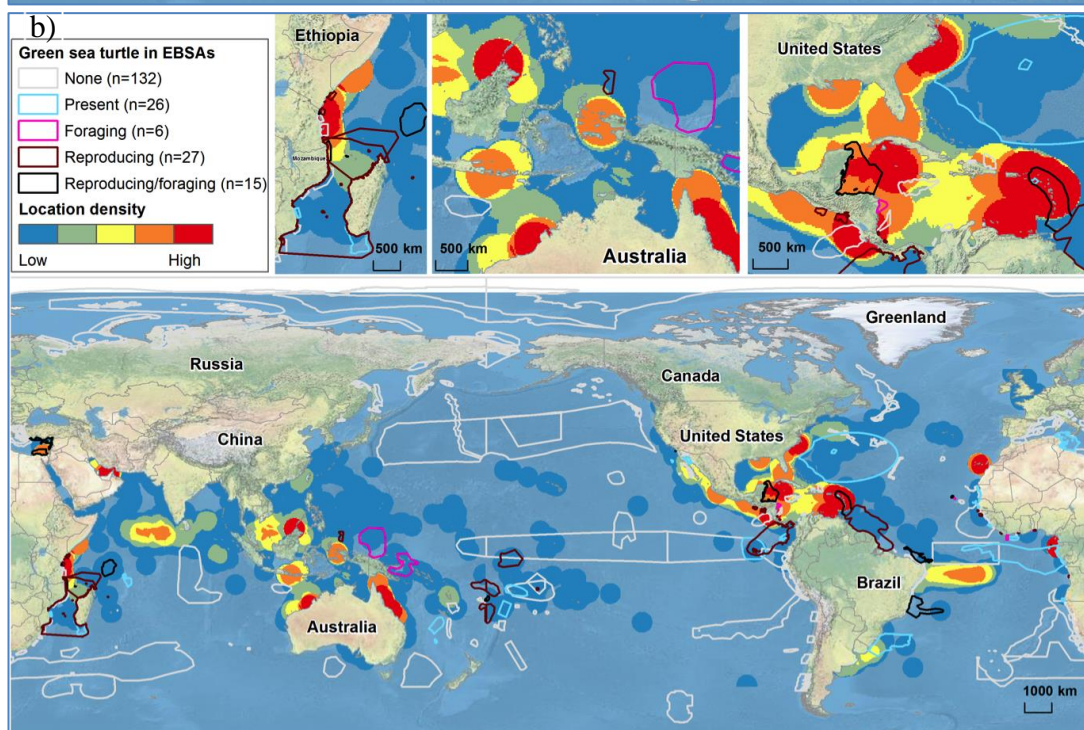 b)
Green sea turtle in EBSAs
None (n=132)
Present (n=26)
Foraging (n=6)
Reproducing (n=27)
Reproducing/foraging (n=15)
Location density
Low High
Ethiopia
Mozambique
500 km
Australia
500 km
United States
500 km
Greenland
Russia
Canada
China
United States
Brazil
Australia
1000 km